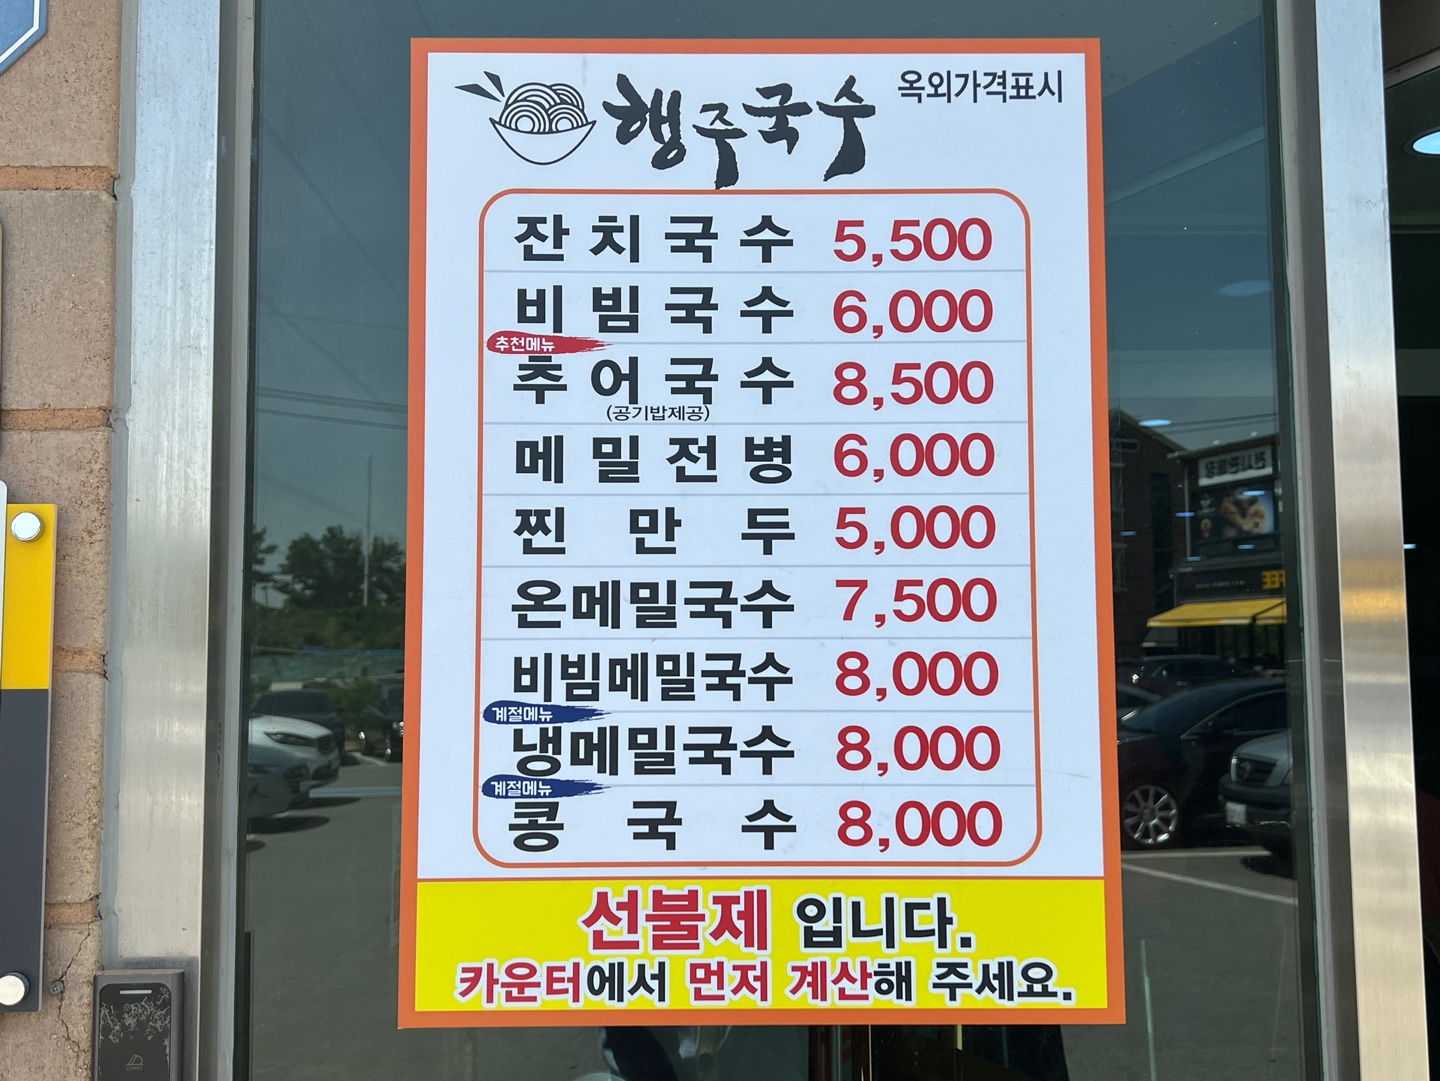 행주국수
옥외가격표시
잔치국수 5,500
비빔국수 6,000
추천메뉴
추어국수 8,500
(공기밥제공)
메밀전병 6,000
찐만두 5,000
온메밀국수 7,500
비빔메밀국수 8,000
계절메뉴
냉메밀국수 8,000
계절메뉴
콩국수 8,000
선불제 입니다.
카운터에서 먼저 계산해 주세요.